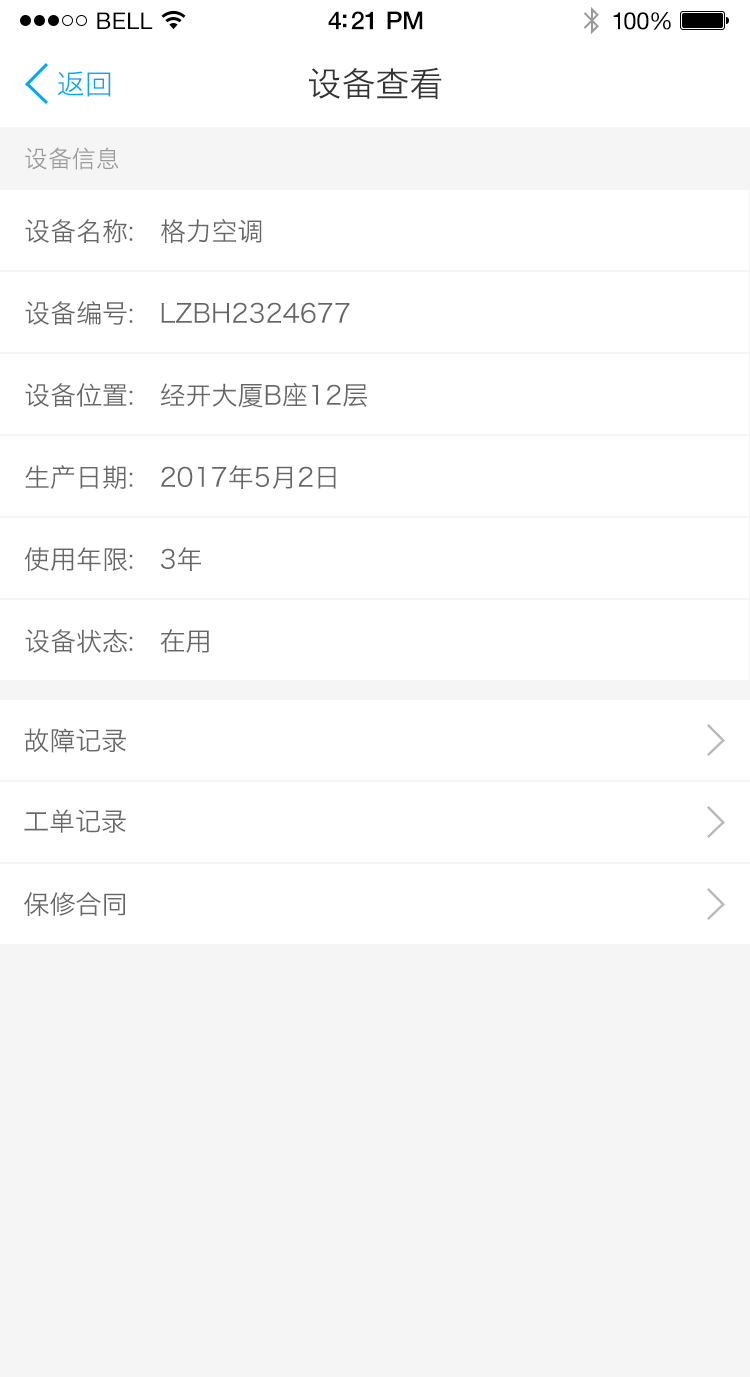 BELL 4:21 PM 100%
返回 设备查看
设备信息
设备名称: 格力空调
设备编号: LZBH2324677
设备位置: 经开大厦B座12层
生产日期: 2017年5月2日
使用年限: 3年
设备状态: 在用
故障记录
工单记录
保修合同